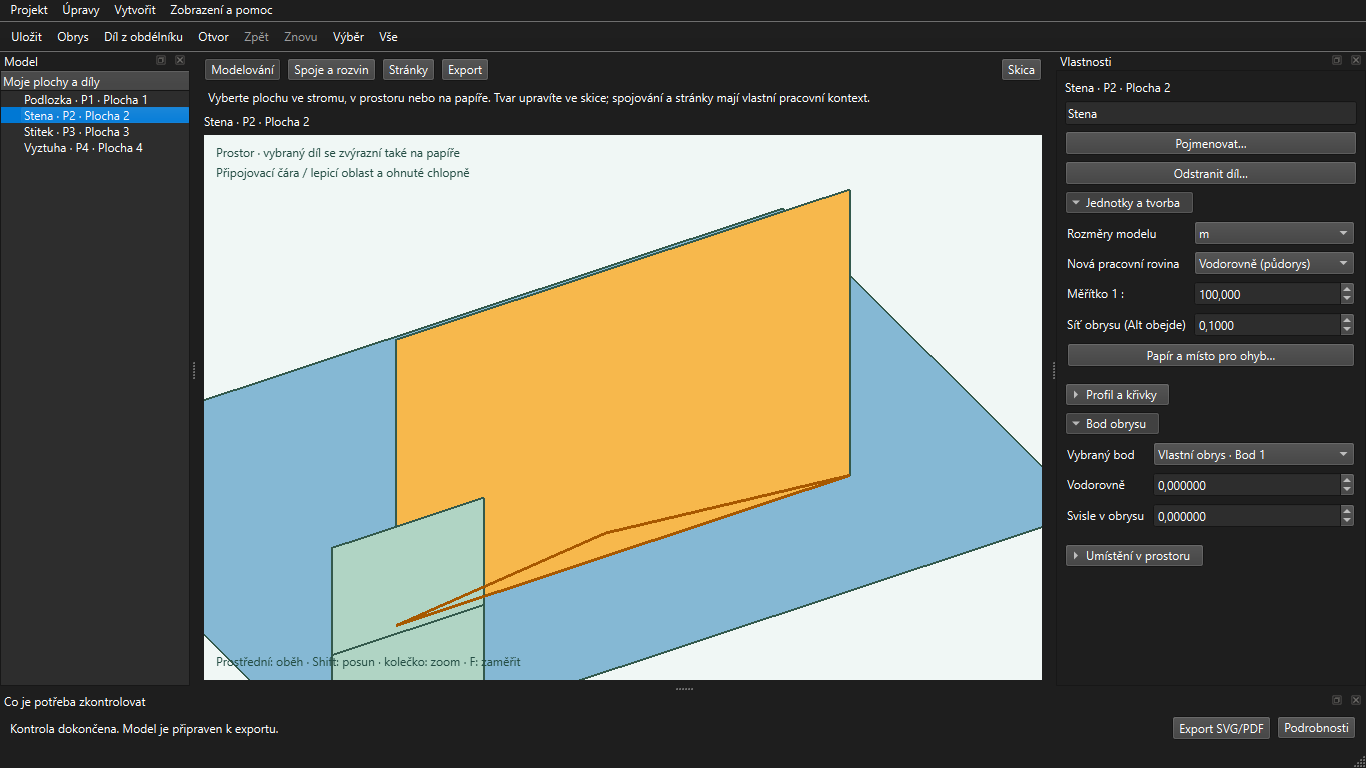 Projekt Úpravy Vytvořit Zobrazení a pomoc
Uložit Obrys Díl z obdélníku Otvor Zpět Znovu Výběr Vše
Model
Moje plochy a díly
Podlozka · P1 · Plocha 1
Stena · P2 · Plocha 2
Stitek · P3 · Plocha 3
Vyztuha · P4 · Plocha 4
Modelování Spoje a rozvin Stránky Export Skica
Vyberte plochu ve stromu, v prostoru nebo na papíře. Tvar upravíte ve skice; spojování a stránky mají vlastní pracovní kontext.
Stena · P2 · Plocha 2
Prostor · vybraný díl se zvýrazní také na papíře
Připojovací čára / lepicí oblast a ohnuté chlopně
Prostřední: oběh · Shift: posun · kolečko: zoom · F: zaměřit
Vlastnosti
Stena · P2 · Plocha 2
Stena
Pojmenovat...
Odstranit díl...
Jednotky a tvorba
Rozměry modelu m
Nová pracovní rovina Vodorovně (půdorys)
Měřítko 1 : 100,000
Síť obrysu (Alt obejde) 0,1000
Papír a místo pro ohyb...
Profil a křivky
Bod obrysu
Vybraný bod Vlastní obrys · Bod 1
Vodorovně 0,000000
Svisle v obrysu 0,000000
Umístění v prostoru
Co je potřeba zkontrolovat
Kontrola dokončena. Model je připraven k exportu.
Export SVG/PDF Podrobnosti